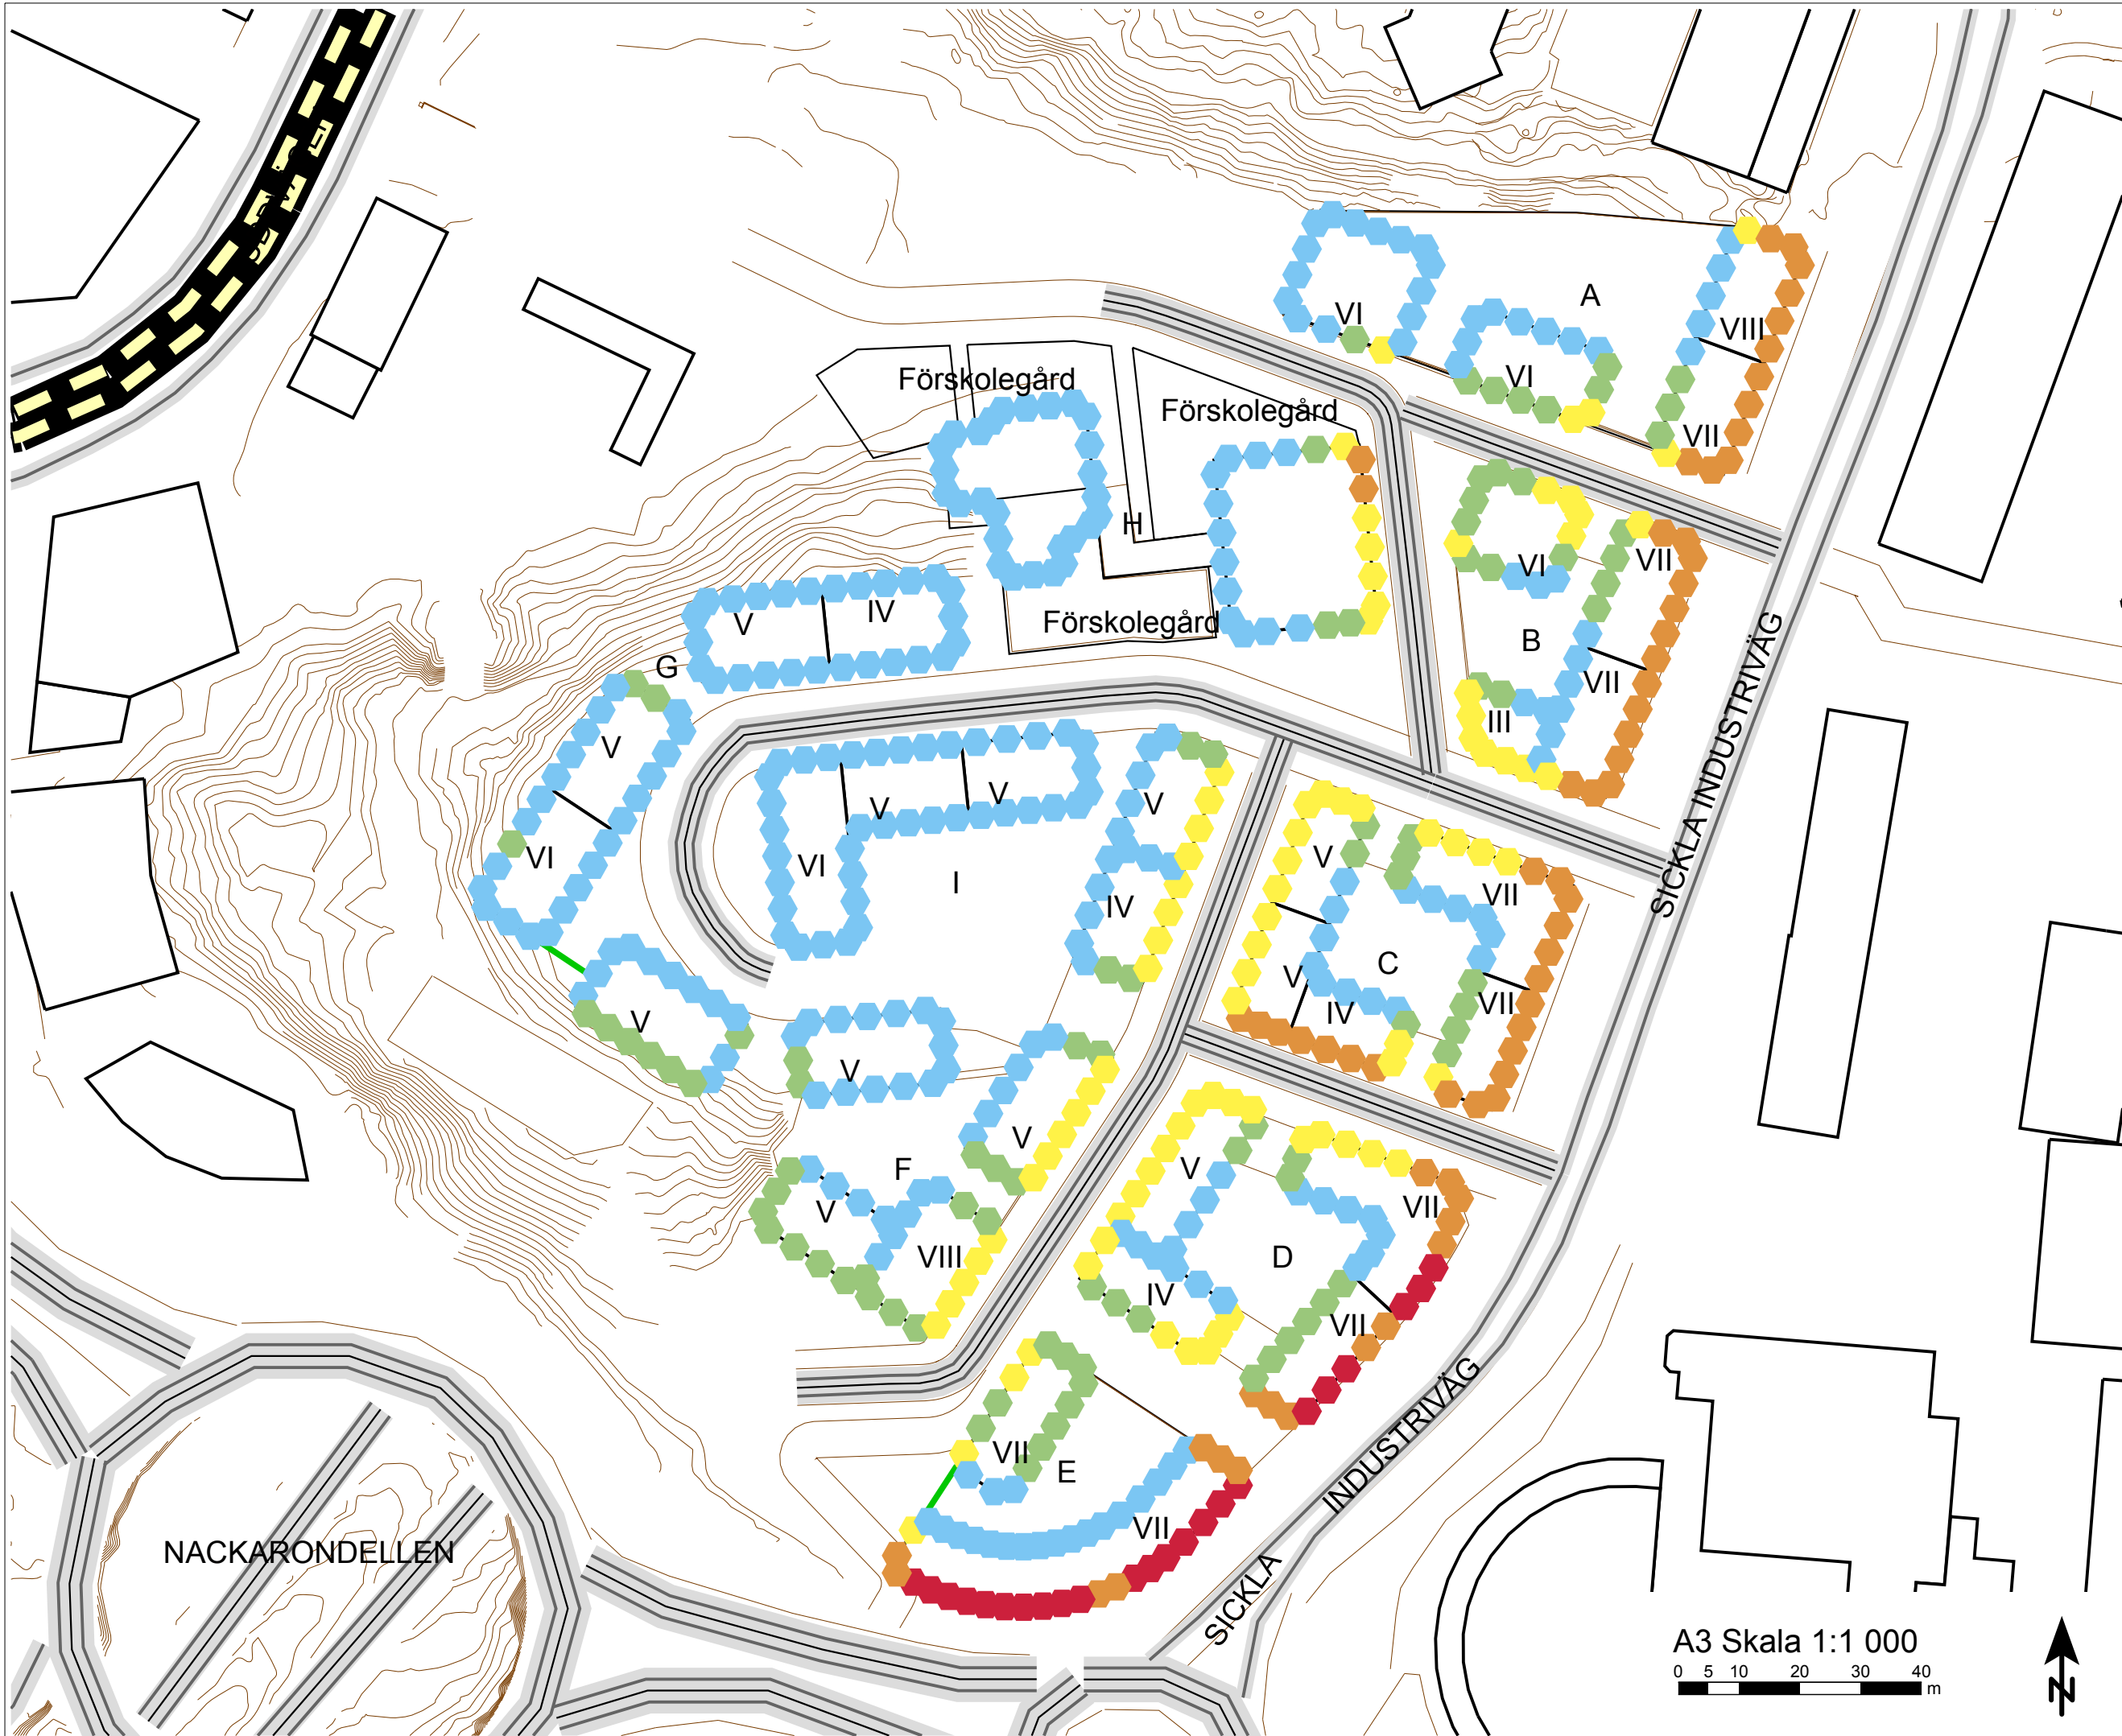 A
VI
VIII
VI
VII
Förskolegård
Förskolegård
H
Förskolegård
VI
VII
B
VII
III
SICKLA INDUSTRIVÄG
V
IV
G
V
VI
V
V
V
VI
I
V
IV
V
VII
C
V
IV
VII
V
V
V
F
V
VIII
V
VII
D
IV
VII
VII
E
VII
SICKLA
INDUSTRIVÄG
NACKARONDELLEN
A3 Skala 1:1 000
0 5 10 20 30 40
m
N